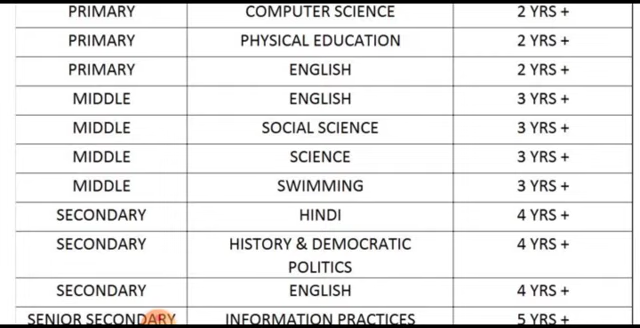 PRIMARY COMPUTER SCIENCE 2 YRS +
PRIMARY PHYSICAL EDUCATION 2 YRS +
PRIMARY ENGLISH 2 YRS +
MIDDLE ENGLISH 3 YRS +
MIDDLE SOCIAL SCIENCE 3 YRS +
MIDDLE SCIENCE 3 YRS +
MIDDLE SWIMMING 3 YRS +
SECONDARY HINDI 4 YRS +
SECONDARY HISTORY & DEMOCRATIC 4 YRS +
POLITICS
SECONDARY ENGLISH 4 YRS +
SENIOR SECONDARY INFORMATION PRACTICES 5 YRS +